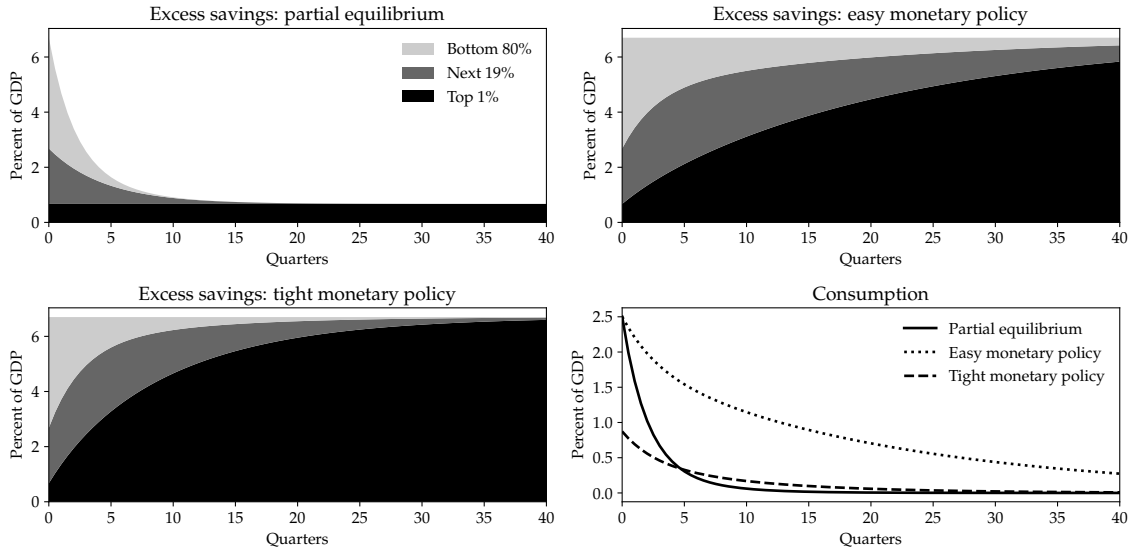 Excess savings: partial equilibrium
Percent of GDP
6
4
2
0
Bottom 80%
Next 19%
Top 1%
0 5 10 15 20 25 30 35 40
Quarters
Excess savings: easy monetary policy
Percent of GDP
6
4
2
0
0 5 10 15 20 25 30 35 40
Quarters
Excess savings: tight monetary policy
Percent of GDP
6
4
2
0
0 5 10 15 20 25 30 35 40
Quarters
Consumption
Percent of GDP
2.5
2.0
1.5
1.0
0.5
0.0
Partial equilibrium
Easy monetary policy
Tight monetary policy
0 5 10 15 20 25 30 35 40
Quarters